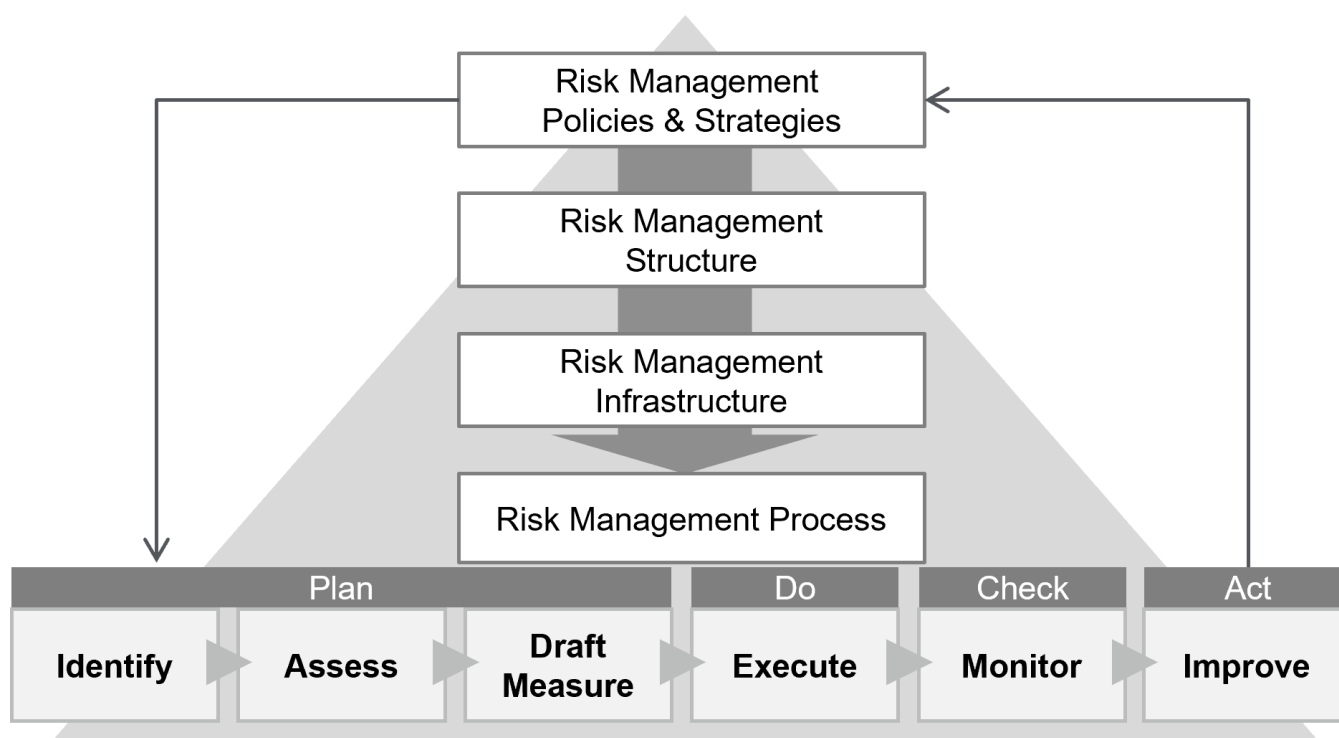 Risk Management
Policies & Strategies
Risk Management
Structure
Risk Management
Infrastructure
Risk Management Process
Plan
Do
Check
Act
Identify
Assess
Draft
Measure
Execute
Monitor
Improve